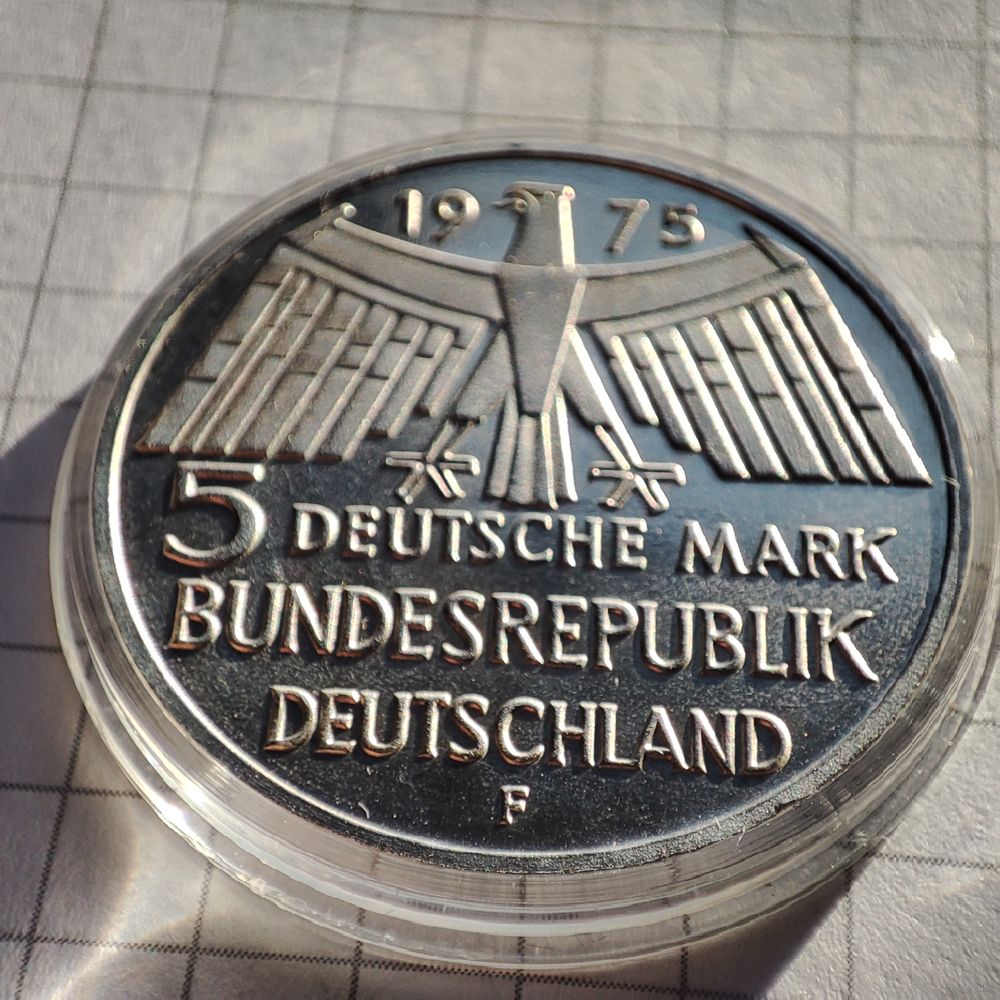 1975
5 DEUTSCHE MARK
BUNDESREPUBLIK
DEUTSCHLAND
F